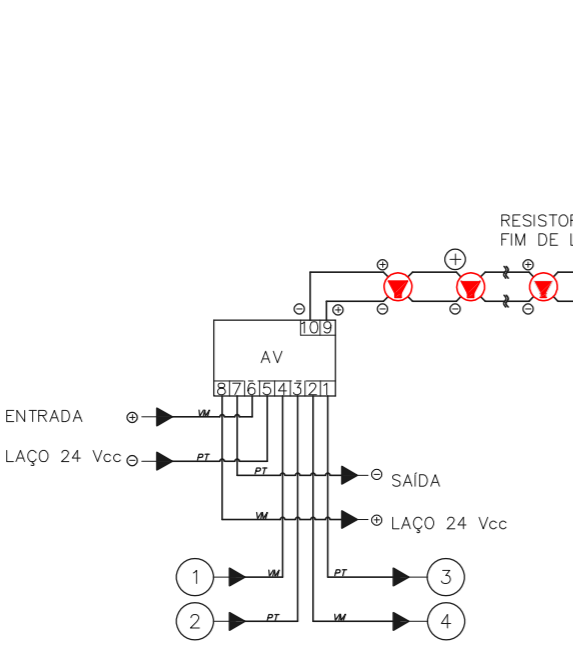 RESISTOR
FIM DE L
⊕ ⊕ ⊕
⊖ ⊕ ⊖ ⊖ ⊖
10 9
AV
8 7 6 5 4 3 2 1
ENTRADA ⊕ VM
LAÇO 24 Vcc ⊖ PT
PT ⊖ SAÍDA
VM ⊕ LAÇO 24 Vcc
1 VM PT 3
2 PT VM 4